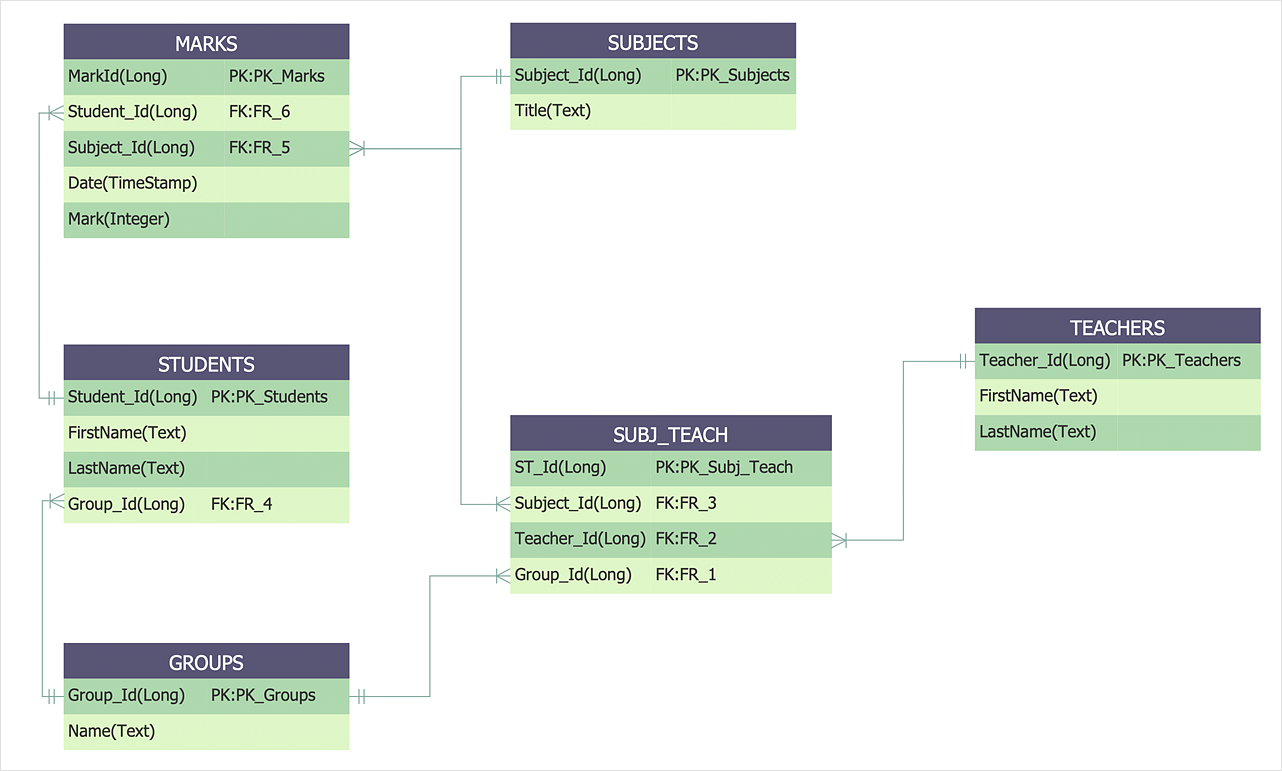 MARKS
MarkId(Long) PK:PK_Marks
Student_Id(Long) FK:FR_6
Subject_Id(Long) FK:FR_5
Date(TimeStamp)
Mark(Integer)
SUBJECTS
Subject_Id(Long) PK:PK_Subjects
Title(Text)
STUDENTS
Student_Id(Long) PK:PK_Students
FirstName(Text)
LastName(Text)
Group_Id(Long) FK:FR_4
TEACHERS
Teacher_Id(Long) PK:PK_Teachers
FirstName(Text)
LastName(Text)
SUBJ_TEACH
ST_Id(Long) PK:PK_Subj_Teach
Subject_Id(Long) FK:FR_3
Teacher_Id(Long) FK:FR_2
Group_Id(Long) FK:FR_1
GROUPS
Group_Id(Long) PK:PK_Groups
Name(Text)